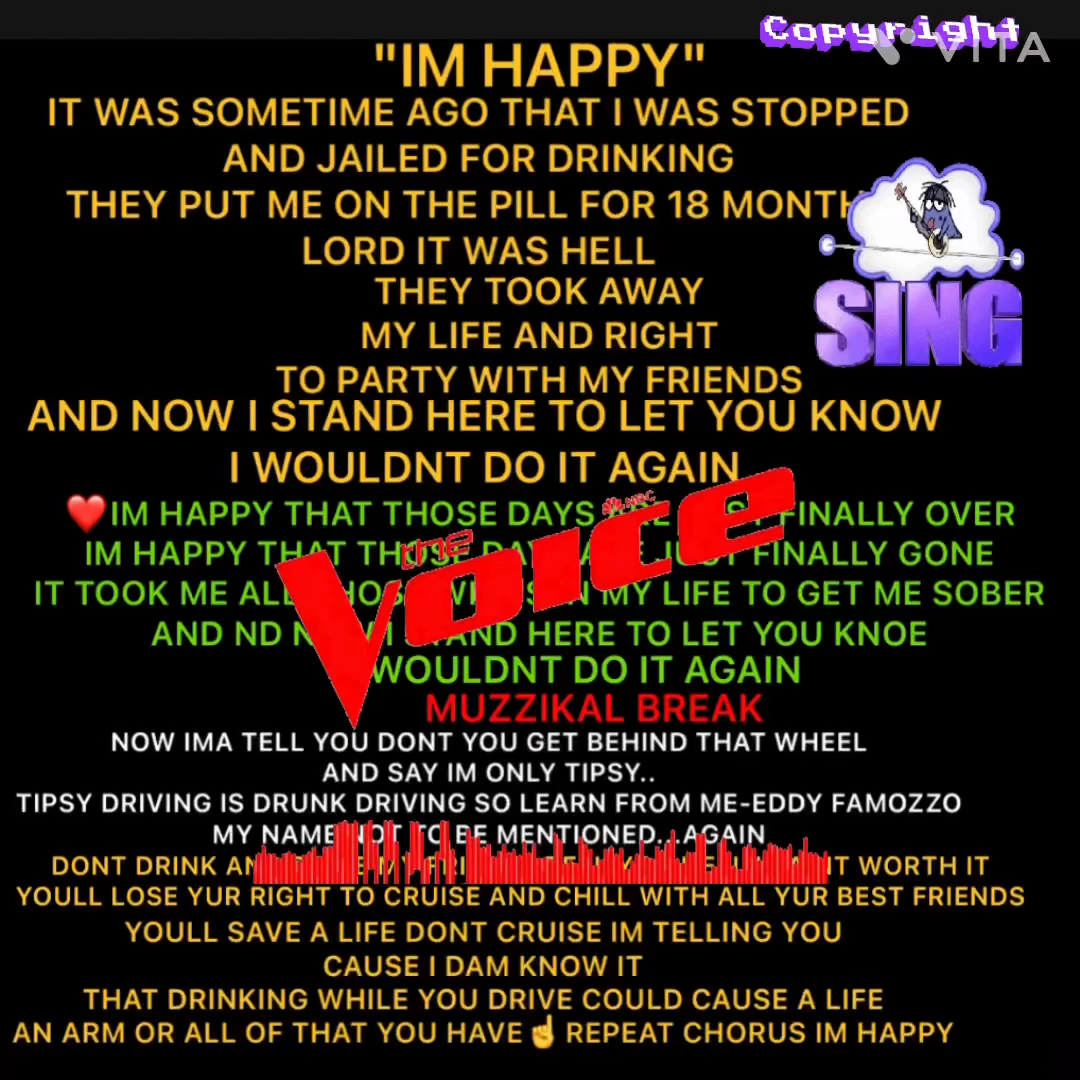 Copyright
VITA
"IM HAPPY"
IT WAS SOMETIME AGO THAT I WAS STOPPED
AND JAILED FOR DRINKING
THEY PUT ME ON THE PILL FOR 18 MONTH
LORD IT WAS HELL
THEY TOOK AWAY
MY LIFE AND RIGHT
SING
TO PARTY WITH MY FRIENDS
AND NOW I STAND HERE TO LET YOU KNOW
I WOULDNT DO IT AGAIN
❤️IM HAPPY THAT THOSE DAYS FINALLY OVER
NBC
the Voice
IM HAPPY THAT THOSE FINALLY GONE
IT TOOK ME MY LIFE TO GET ME SOBER
AND ND HERE TO LET YOU KNOE
WOULDNT DO IT AGAIN
MUZZIKAL BREAK
NOW IMA TELL YOU DONT YOU GET BEHIND THAT WHEEL
AND SAY IM ONLY TIPSY..
TIPSY DRIVING IS DRUNK DRIVING SO LEARN FROM ME-EDDY FAMOZZO
MY NAME NOT TO BE MENTIONED...AGAIN
DONT DRINK WORTH IT
YOULL LOSE YUR RIGHT TO CRUISE AND CHILL WITH ALL YUR BEST FRIENDS
YOULL SAVE A LIFE DONT CRUISE IM TELLING YOU
CAUSE I DAM KNOW IT
THAT DRINKING WHILE YOU DRIVE COULD CAUSE A LIFE
AN ARM OR ALL OF THAT YOU HAVE☝️REPEAT CHORUS IM HAPPY